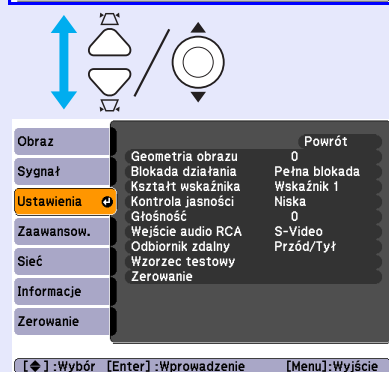 Obraz
Sygnał
Ustawienia
Zaawansow.
Sieć
Informacje
Zerowanie
Powrót
Geometria obrazu 0
Blokada działania Pełna blokada
Kształt wskaźnika Wskaźnik 1
Kontrola jasności Niska
Głośność 0
Wejście audio RCA S-Video
Odbiornik zdalny Przód/Tył
Wzorzec testowy
Zerowanie
[ ] :Wybór [Enter] :Wprowadzenie [Menu]:Wyjście